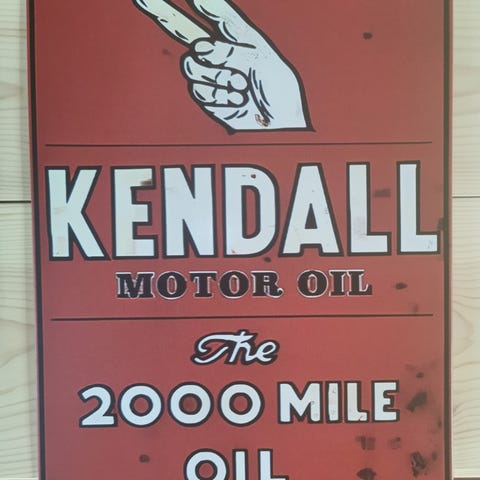 KENDALL
MOTOR OIL
The
2000 MILE
OIL